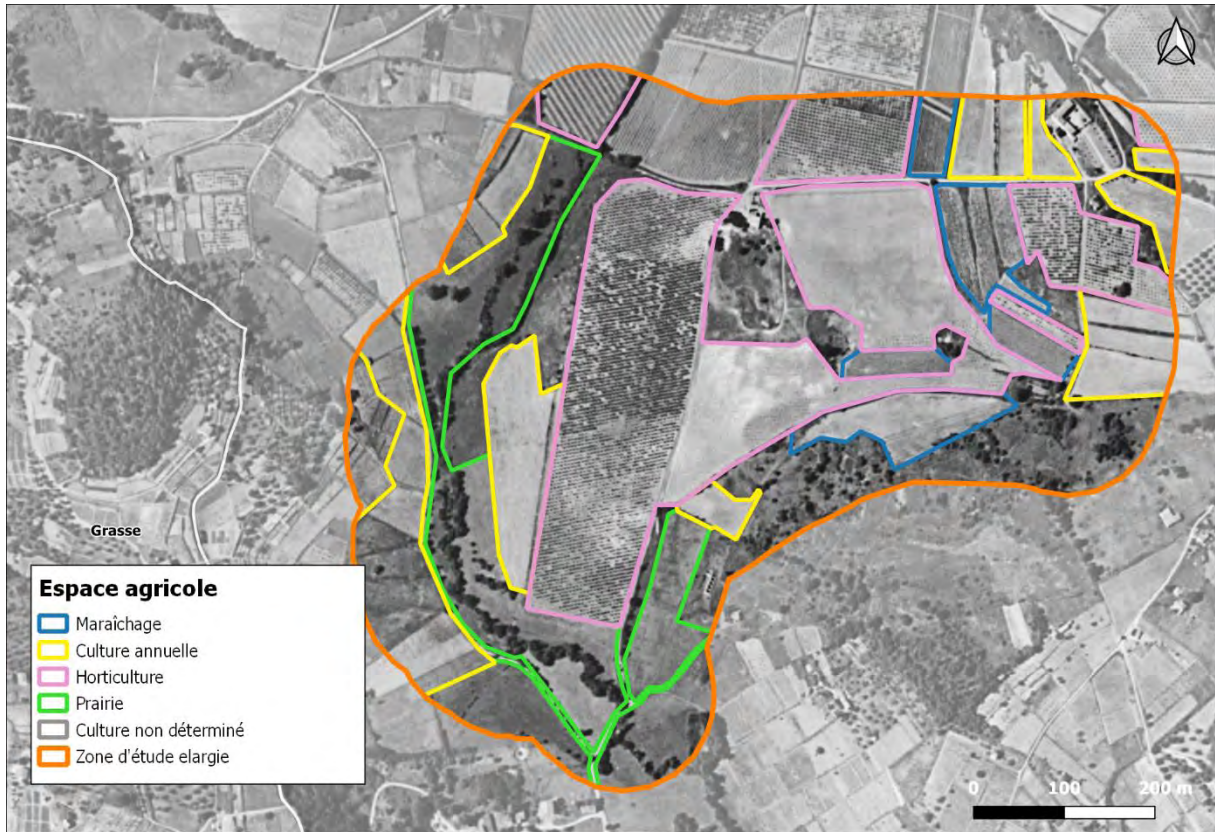 Grasse
Espace agricole
Maraîchage
Culture annuelle
Horticulture
Prairie
Culture non déterminé
Zone d'étude elargie
0 100 200 m